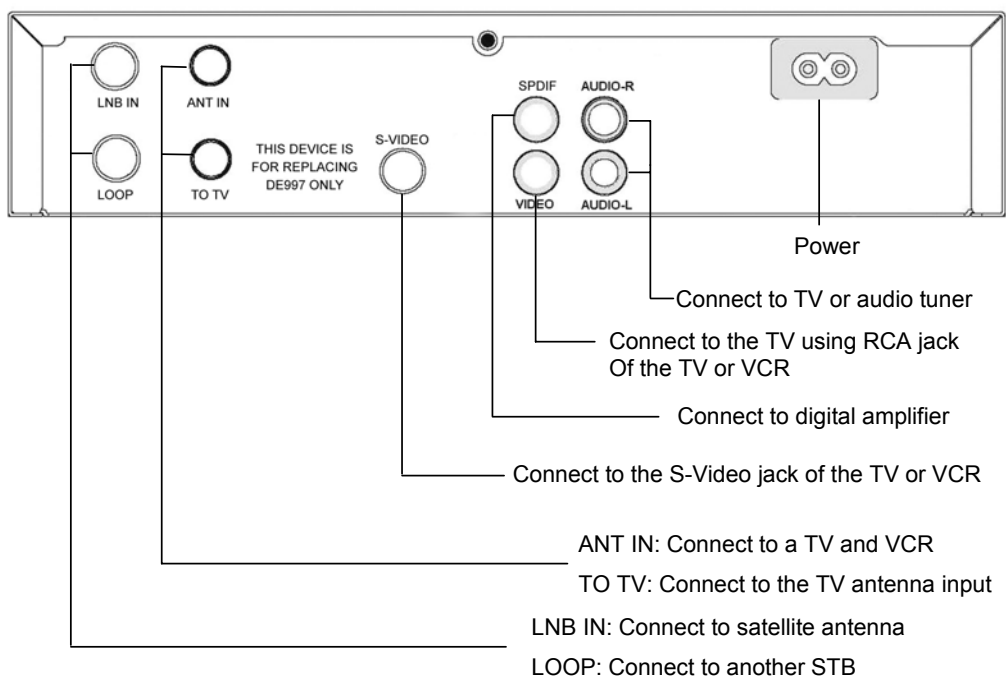 LNB IN
ANT IN
SPDIF
AUDIO-R
LOOP
TO TV
THIS DEVICE IS
FOR REPLACING
DE997 ONLY
S-VIDEO
VIDEO
AUDIO-L
Power
Connect to TV or audio tuner
Connect to the TV using RCA jack
Of the TV or VCR
Connect to digital amplifier
Connect to the S-Video jack of the TV or VCR
ANT IN: Connect to a TV and VCR
TO TV: Connect to the TV antenna input
LNB IN: Connect to satellite antenna
LOOP: Connect to another STB